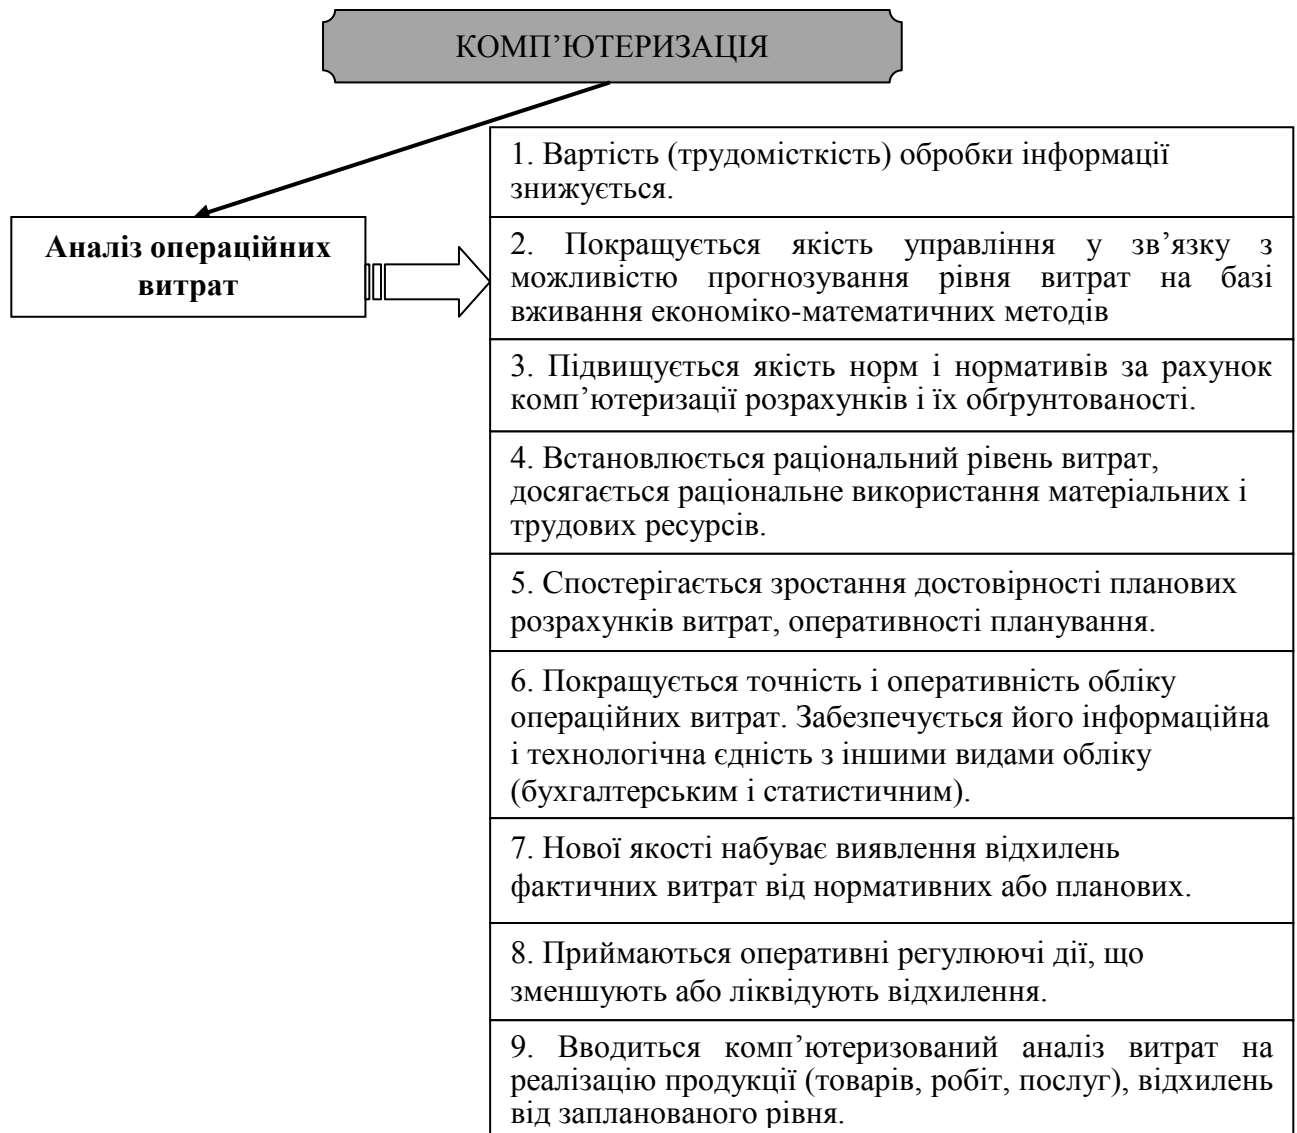 КОМП’ЮТЕРИЗАЦІЯ
Аналіз операційних
витрат
1. Вартість (трудомісткість) обробки інформації
знижується.
2. Покращується якість управління у зв’язку з
можливістю прогнозування рівня витрат на базі
вживання економіко-математичних методів
3. Підвищується якість норм і нормативів за рахунок
комп’ютеризації розрахунків і їх обґрунтованості.
4. Встановлюється раціональний рівень витрат,
досягається раціональне використання матеріальних і
трудових ресурсів.
5. Спостерігається зростання достовірності планових
розрахунків витрат, оперативності планування.
6. Покращується точність і оперативність обліку
операційних витрат. Забезпечується його інформаційна
і технологічна єдність з іншими видами обліку
(бухгалтерським і статистичним).
7. Нової якості набуває виявлення відхилень
фактичних витрат від нормативних або планових.
8. Приймаються оперативні регулюючі дії, що
зменшують або ліквідують відхилення.
9. Вводиться комп’ютеризований аналіз витрат на
реалізацію продукції (товарів, робіт, послуг), відхилень
від запланованого рівня.